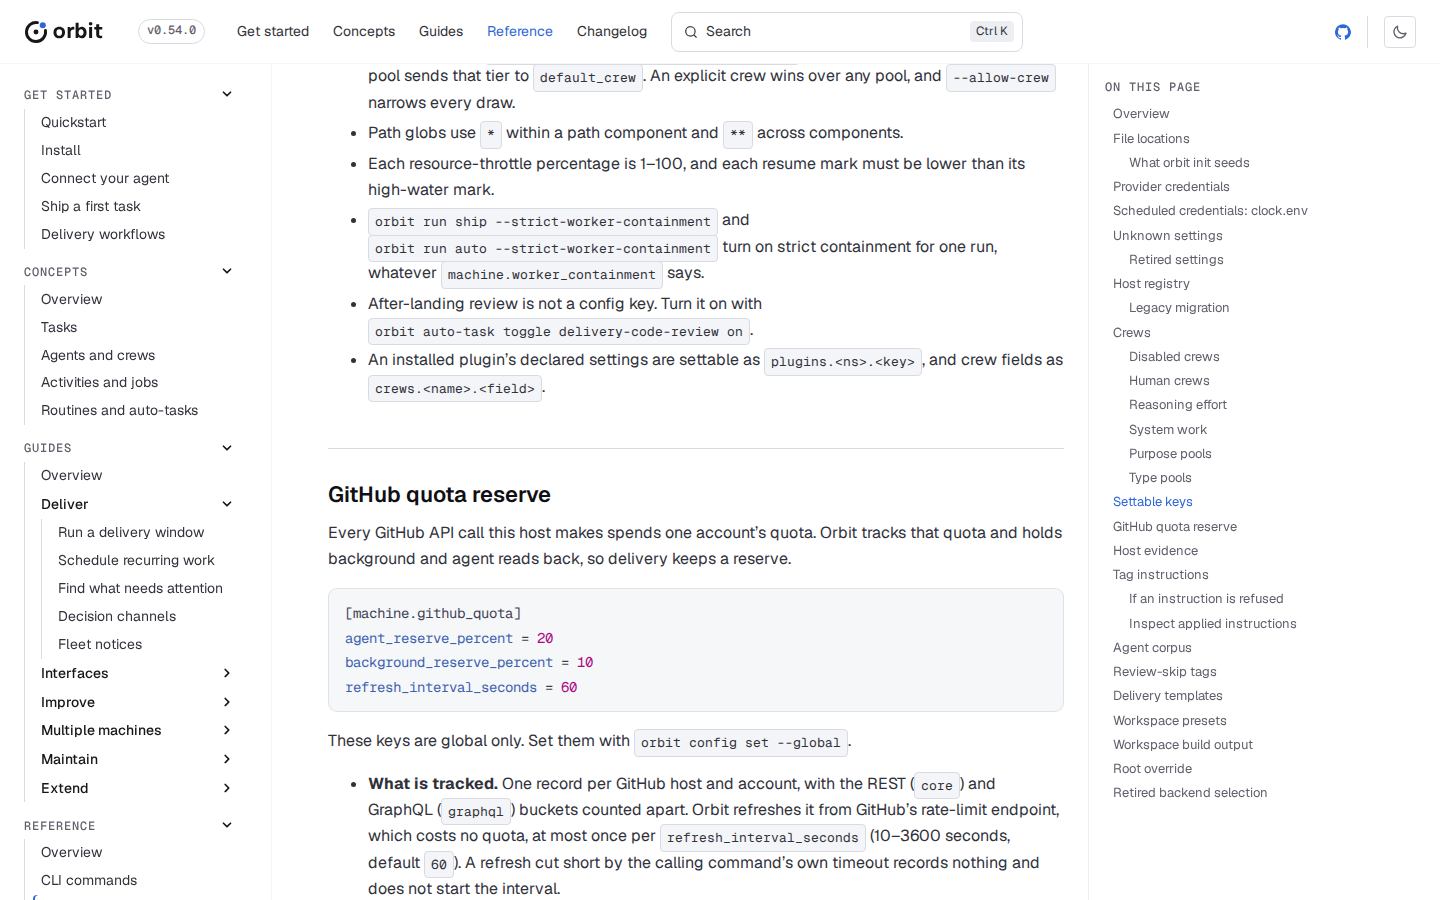 orbit
v0.54.0
Get started
Concepts
Guides
Reference
Changelog
Search
Ctrl K
GET STARTED
Quickstart
Install
Connect your agent
Ship a first task
Delivery workflows
CONCEPTS
Overview
Tasks
Agents and crews
Activities and jobs
Routines and auto-tasks
GUIDES
Overview
Deliver
Run a delivery window
Schedule recurring work
Find what needs attention
Decision channels
Fleet notices
Interfaces
Improve
Multiple machines
Maintain
Extend
REFERENCE
Overview
CLI commands
pool sends that tier to default_crew. An explicit crew wins over any pool, and --allow-crew
narrows every draw.
Path globs use * within a path component and ** across components.
Each resource-throttle percentage is 1–100, and each resume mark must be lower than its
high-water mark.
orbit run ship --strict-worker-containment and
orbit run auto --strict-worker-containment turn on strict containment for one run,
whatever machine.worker_containment says.
After-landing review is not a config key. Turn it on with
orbit auto-task toggle delivery-code-review on.
An installed plugin’s declared settings are settable as plugins.<ns>.<key>, and crew fields as
crews.<name>.<field>.
GitHub quota reserve
Every GitHub API call this host makes spends one account’s quota. Orbit tracks that quota and holds
background and agent reads back, so delivery keeps a reserve.
[machine.github_quota]
agent_reserve_percent = 20
background_reserve_percent = 10
refresh_interval_seconds = 60
These keys are global only. Set them with orbit config set --global.
What is tracked. One record per GitHub host and account, with the REST (core) and
GraphQL (graphql) buckets counted apart. Orbit refreshes it from GitHub’s rate-limit endpoint,
which costs no quota, at most once per refresh_interval_seconds (10–3600 seconds,
default 60). A refresh cut short by the calling command’s own timeout records nothing and
does not start the interval.
ON THIS PAGE
Overview
File locations
What orbit init seeds
Provider credentials
Scheduled credentials: clock.env
Unknown settings
Retired settings
Host registry
Legacy migration
Crews
Disabled crews
Human crews
Reasoning effort
System work
Purpose pools
Type pools
Settable keys
GitHub quota reserve
Host evidence
Tag instructions
If an instruction is refused
Inspect applied instructions
Agent corpus
Review-skip tags
Delivery templates
Workspace presets
Workspace build output
Root override
Retired backend selection